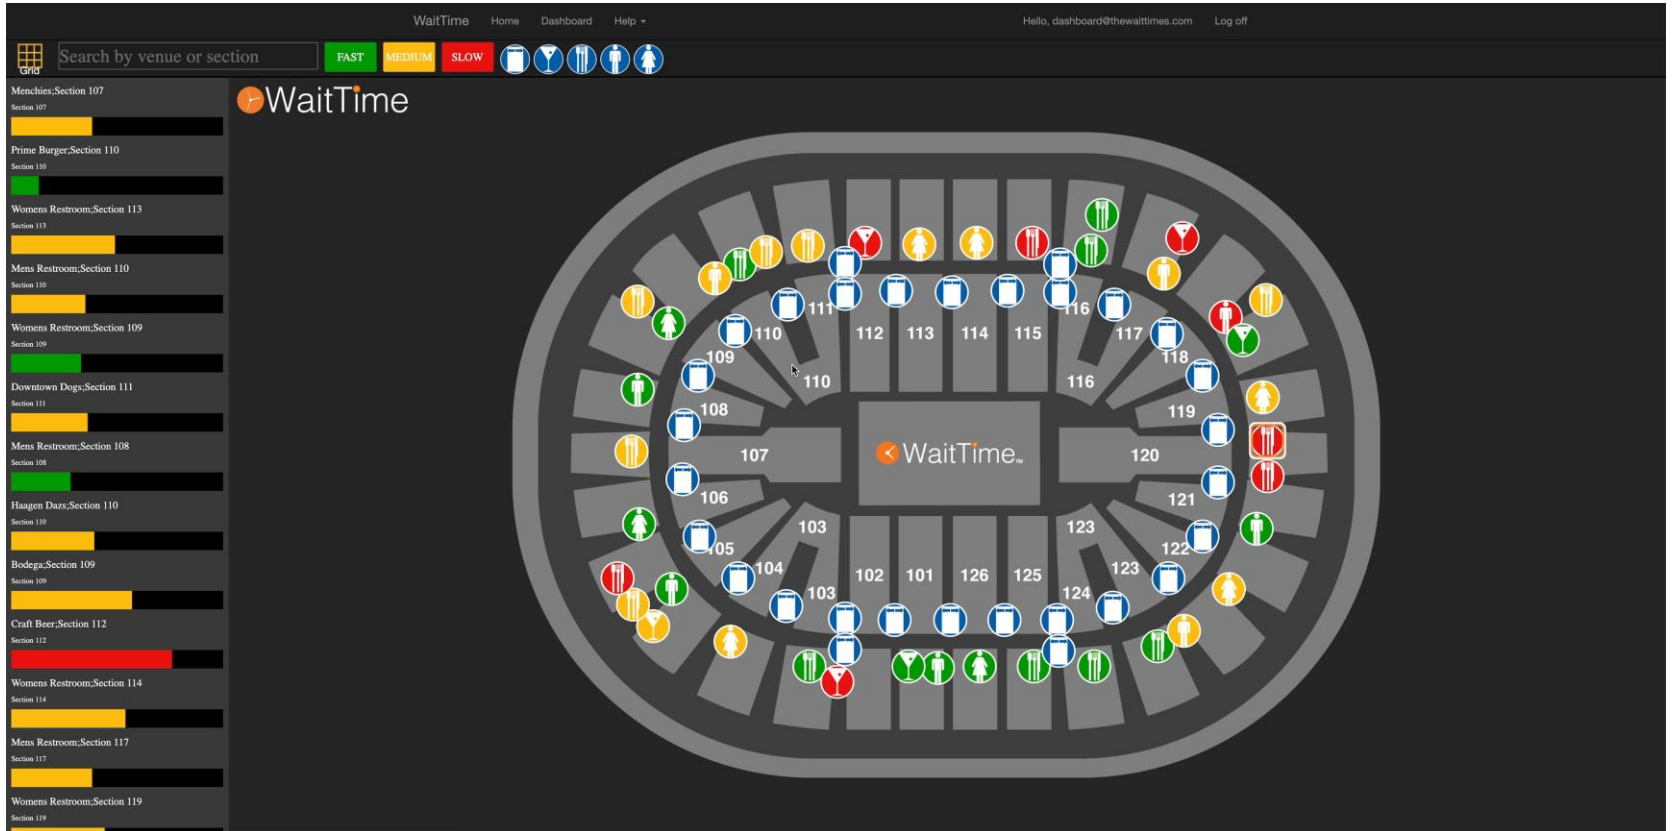 WaitTime Home Dashboard Help
Hello, dashboard@thewaittimes.com Log off
Grid
Search by venue or section
FAST
MEDIUM
SLOW
Menchies;Section 107
Section 107
Prime Burger;Section 110
Section 110
Womens Restroom;Section 113
Section 113
Mens Restroom;Section 110
Section 110
Womens Restroom;Section 109
Section 109
Downtown Dogs;Section 111
Section 111
Mens Restroom;Section 108
Section 108
Haagen Dazs;Section 110
Section 110
Bodega;Section 109
Section 109
Craft Beer;Section 112
Section 112
Womens Restroom;Section 114
Section 114
Mens Restroom;Section 117
Section 117
Womens Restroom;Section 119
Section 119
WaitTime
111
116
110
112
113
114
115
117
109
118
110
116
108
119
107
WaitTime
120
106
121
103
123
105
122
104
102
101
126
125
123
103
124